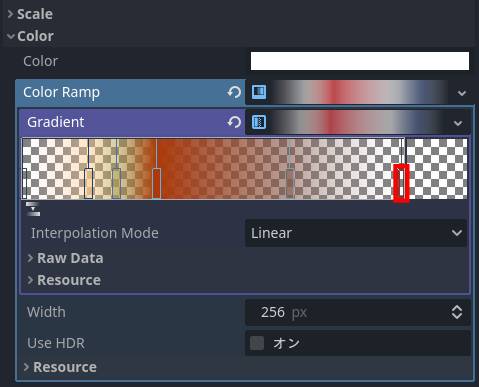 Scale
Color
Color
Color Ramp
Gradient
Interpolation Mode Linear
Raw Data
Resource
Width 256 px
Use HDR オン
Resource